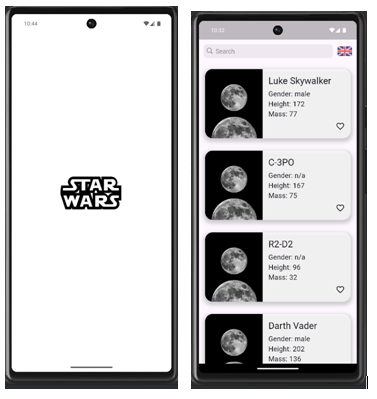 10:44
STAR
WARS
10:32
Search
Luke Skywalker
Gender: male
Height: 172
Mass: 77
C-3PO
Gender: n/a
Height: 167
Mass: 75
R2-D2
Gender: n/a
Height: 96
Mass: 32
Darth Vader
Gender: male
Height: 202
Mass: 136